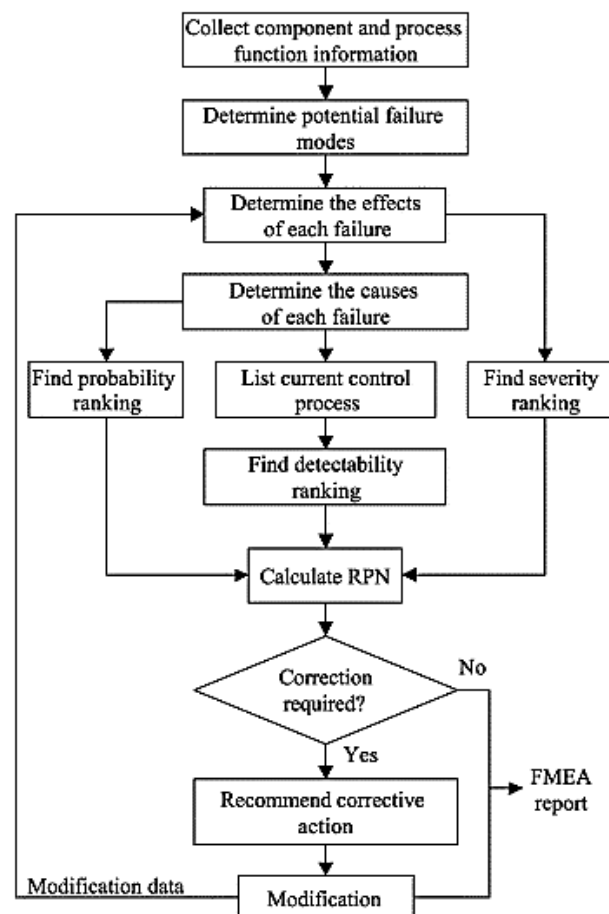 Collect component and process
function information
Determine potential failure
modes
Determine the effects
of each failure
Determine the causes
of each failure
Find probability
ranking
List current control
process
Find severity
ranking
Find detectability
ranking
Calculate RPN
Correction
required?
No
Yes
FMEA
report
Recommend corrective
action
Modification data
Modification